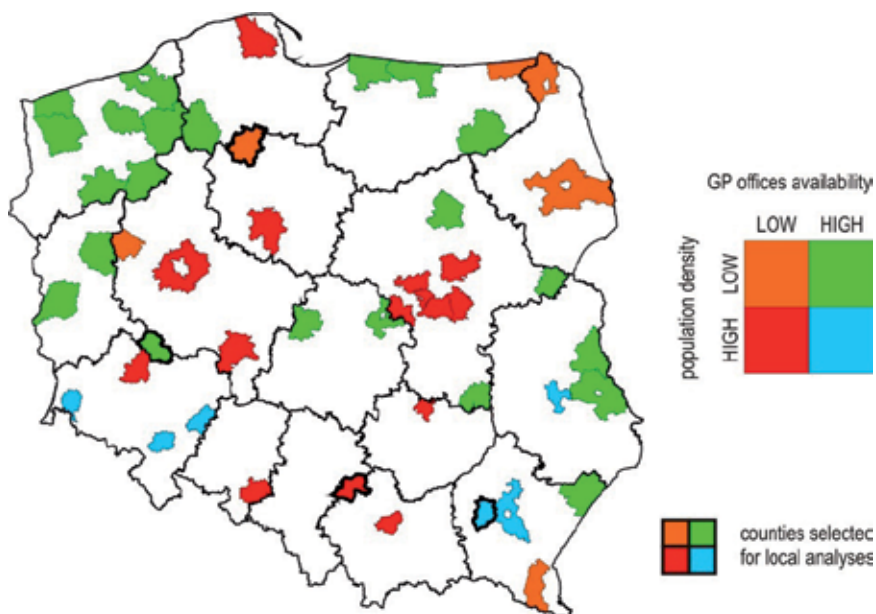 GP offices availability
LOW HIGH
population density
LOW
HIGH
counties selected
for local analyses